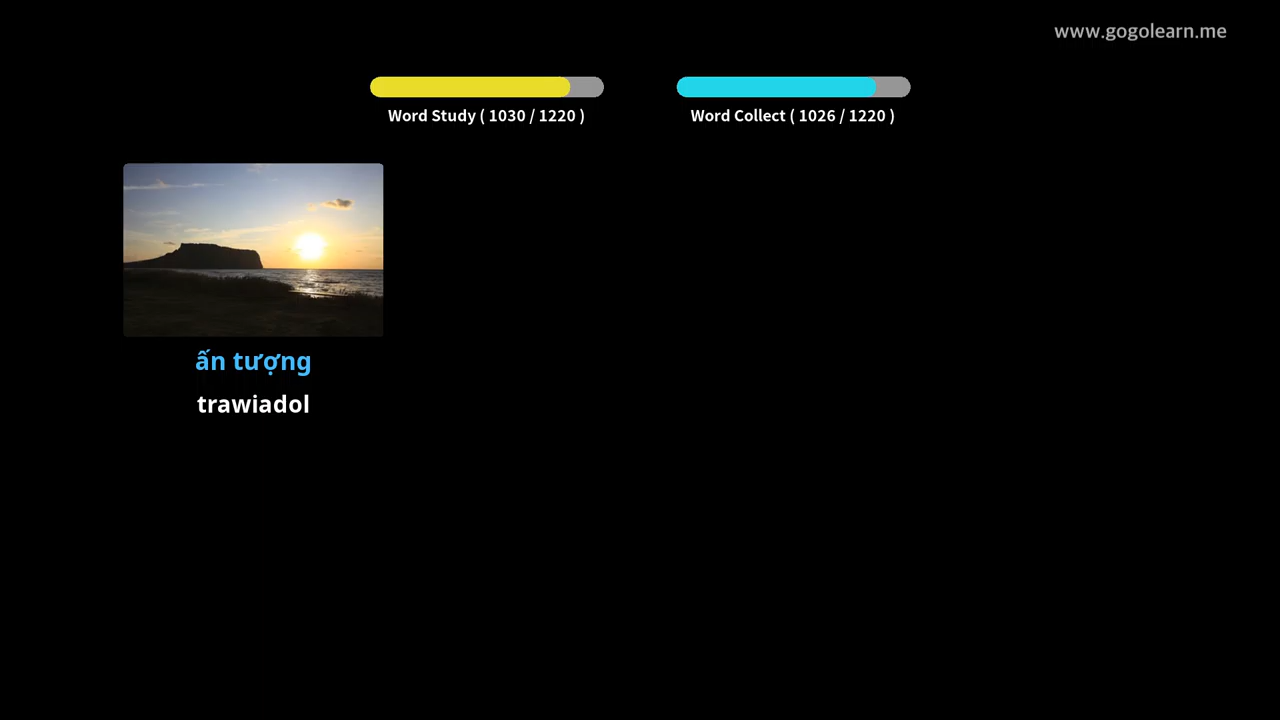 www.gogolearn.me
Word Study ( 1030 / 1220 )
Word Collect ( 1026 / 1220 )
ấn tượng
trawiadol